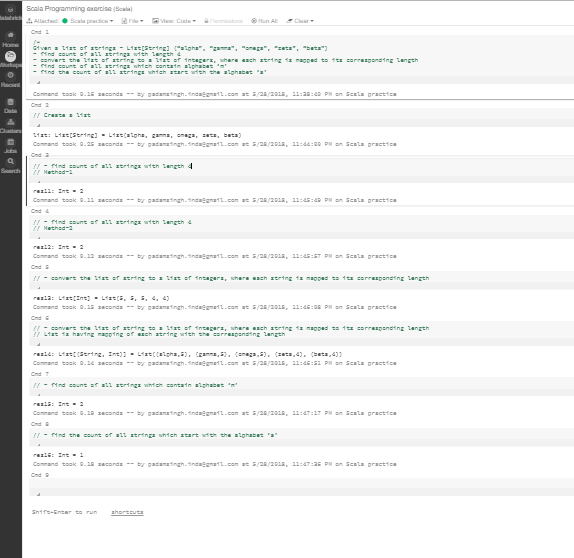 Scala Programming exercise (Scala)
Attached: Scala practice File View: Code Permissions Run All Clear
Home
Recent
Data
Clusters
Jobs
Search
Cmd 1
/*
Given a list of strings - List[String] ("alpha", "gamma", "omega", "zeta", "beta")
- find count of all strings with length 4
- convert the list of string to a list of integers, where each string is mapped to its corresponding length
- find count of all strings which contain alphabet 'm'
- find the count of all strings which start with the alphabet 'a'
Command took 0.16 seconds -- by padamsingh.inda@gmail.com at 5/28/2018, 11:38:40 PM on Scala practice
Cmd 2
// Create a list
list: List[String] = List(alpha, gamma, omega, zeta, beta)
Command took 0.25 seconds -- by padamsingh.inda@gmail.com at 5/28/2018, 11:44:39 PM on Scala practice
Cmd 3
// - find count of all strings with length 4
// Method-1
res11: Int = 2
Command took 0.11 seconds -- by padamsingh.inda@gmail.com at 5/28/2018, 11:45:49 PM on Scala practice
Cmd 4
// - find count of all strings with length 4
// Method-2
res12: Int = 2
Command took 0.13 seconds -- by padamsingh.inda@gmail.com at 5/28/2018, 11:45:57 PM on Scala practice
Cmd 5
// - convert the list of string to a list of integers, where each string is mapped to its corresponding length
res13: List[Int] = List(5, 5, 5, 4, 4)
Command took 0.15 seconds -- by padamsingh.inda@gmail.com at 5/28/2018, 11:46:38 PM on Scala practice
Cmd 6
// - convert the list of string to a list of integers, where each string is mapped to its corresponding length
// List is having mapping of each string with the corresponding length
res14: List[(String, Int)] = List((alpha,5), (gamma,5), (omega,5), (zeta,4), (beta,4))
Command took 0.14 seconds -- by padamsingh.inda@gmail.com at 5/28/2018, 11:46:51 PM on Scala practice
Cmd 7
// - find count of all strings which contain alphabet 'm'
res15: Int = 2
Command took 0.19 seconds -- by padamsingh.inda@gmail.com at 5/28/2018, 11:47:17 PM on Scala practice
Cmd 8
// - find the count of all strings which start with the alphabet 'a'
res16: Int = 1
Command took 0.18 seconds -- by padamsingh.inda@gmail.com at 5/28/2018, 11:47:36 PM on Scala practice
Cmd 9
Shift+Enter to run shortcuts